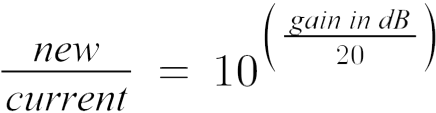 new
current = 10^(gain in dB / 20)